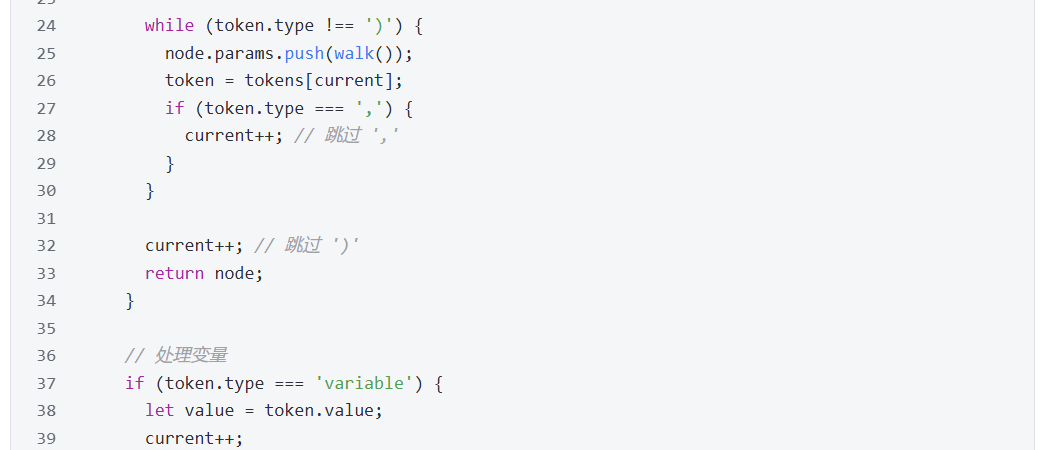 24 while (token.type !== ')') {
25 node.params.push(walk());
26 token = tokens[current];
27 if (token.type === ',') {
28 current++; // 跳过 ','
29 }
30 }
31
32 current++; // 跳过 ')'
33 return node;
34 }
35
36 // 处理变量
37 if (token.type === 'variable') {
38 let value = token.value;
39 current++;